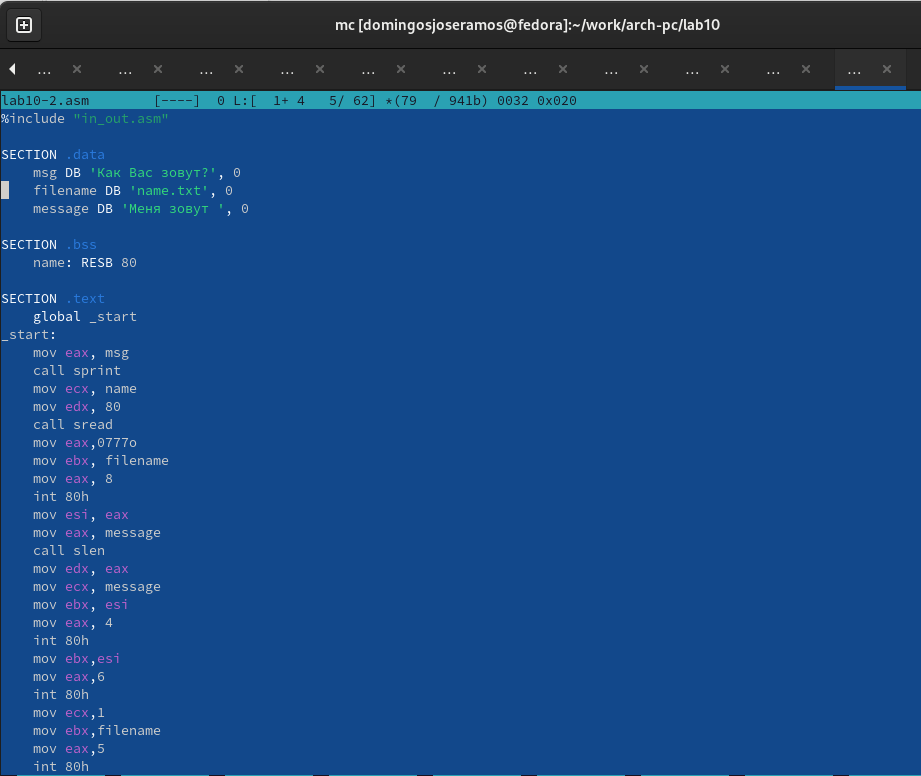 mc [domingosjoseramos@fedora]:~/work/arch-pc/lab10
... × ... × ... × ... × ... × ... × ... × ... × ... × ... × ... ×
lab10-2.asm        [----]  0 L:[  1+ 4   5/ 62] *(79  / 941b) 0032 0x020
%include "in_out.asm"

SECTION .data
    msg DB 'Как Вас зовут?', 0
    filename DB 'name.txt', 0
    message DB 'Меня зовут ', 0

SECTION .bss
    name: RESB 80

SECTION .text
    global _start
_start:
    mov eax, msg
    call sprint
    mov ecx, name
    mov edx, 80
    call sread
    mov eax,0777o
    mov ebx, filename
    mov eax, 8
    int 80h
    mov esi, eax
    mov eax, message
    call slen
    mov edx, eax
    mov ecx, message
    mov ebx, esi
    mov eax, 4
    int 80h
    mov ebx,esi
    mov eax,6
    int 80h
    mov ecx,1
    mov ebx,filename
    mov eax,5
    int 80h